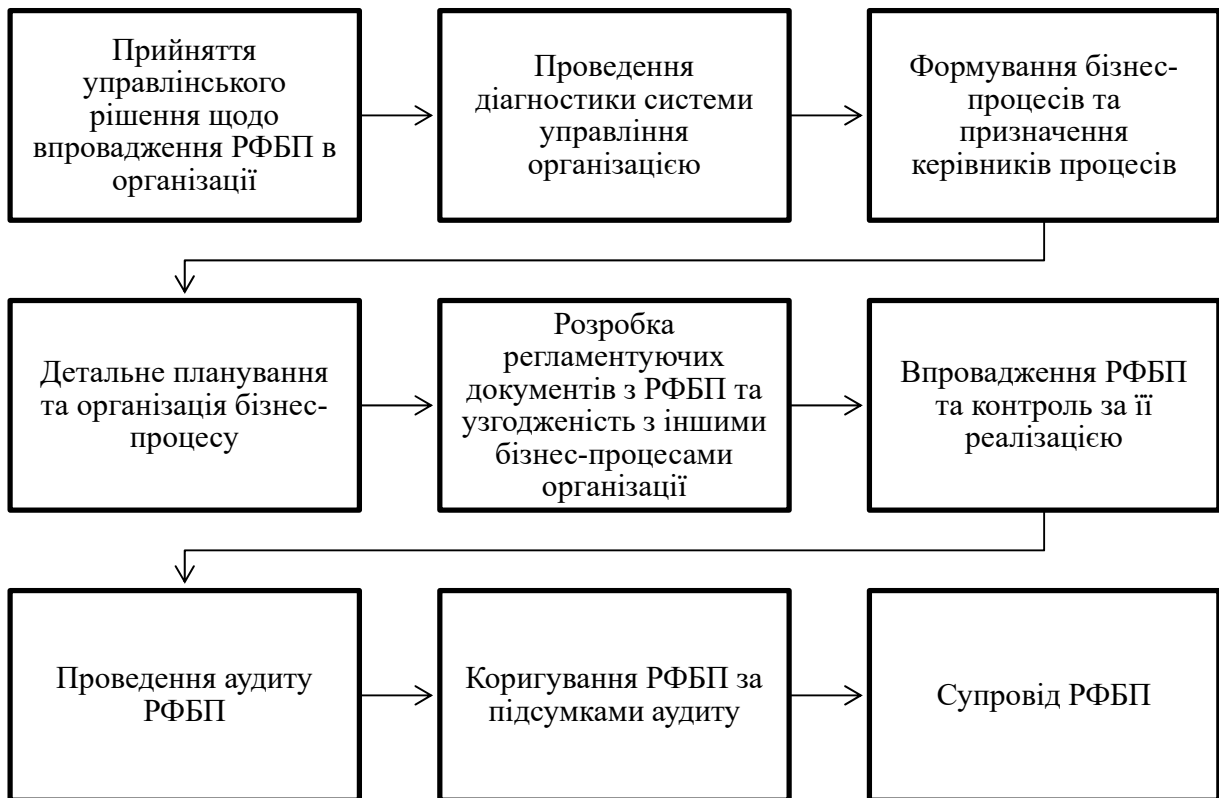 Прийняття
управлінського
рішення щодо
впровадження РФБП в
організації
Проведення
діагностики системи
управління
організацією
Формування бізнес-
процесів та
призначення
керівників процесів
Детальне планування
та організація бізнес-
процесу
Розробка
регламентуючих
документів з РФБП та
узгодженість з іншими
бізнес-процесами
організації
Впровадження РФБП
та контроль за її
реалізацією
Проведення аудиту
РФБП
Коригування РФБП за
підсумками аудиту
Супровід РФБП